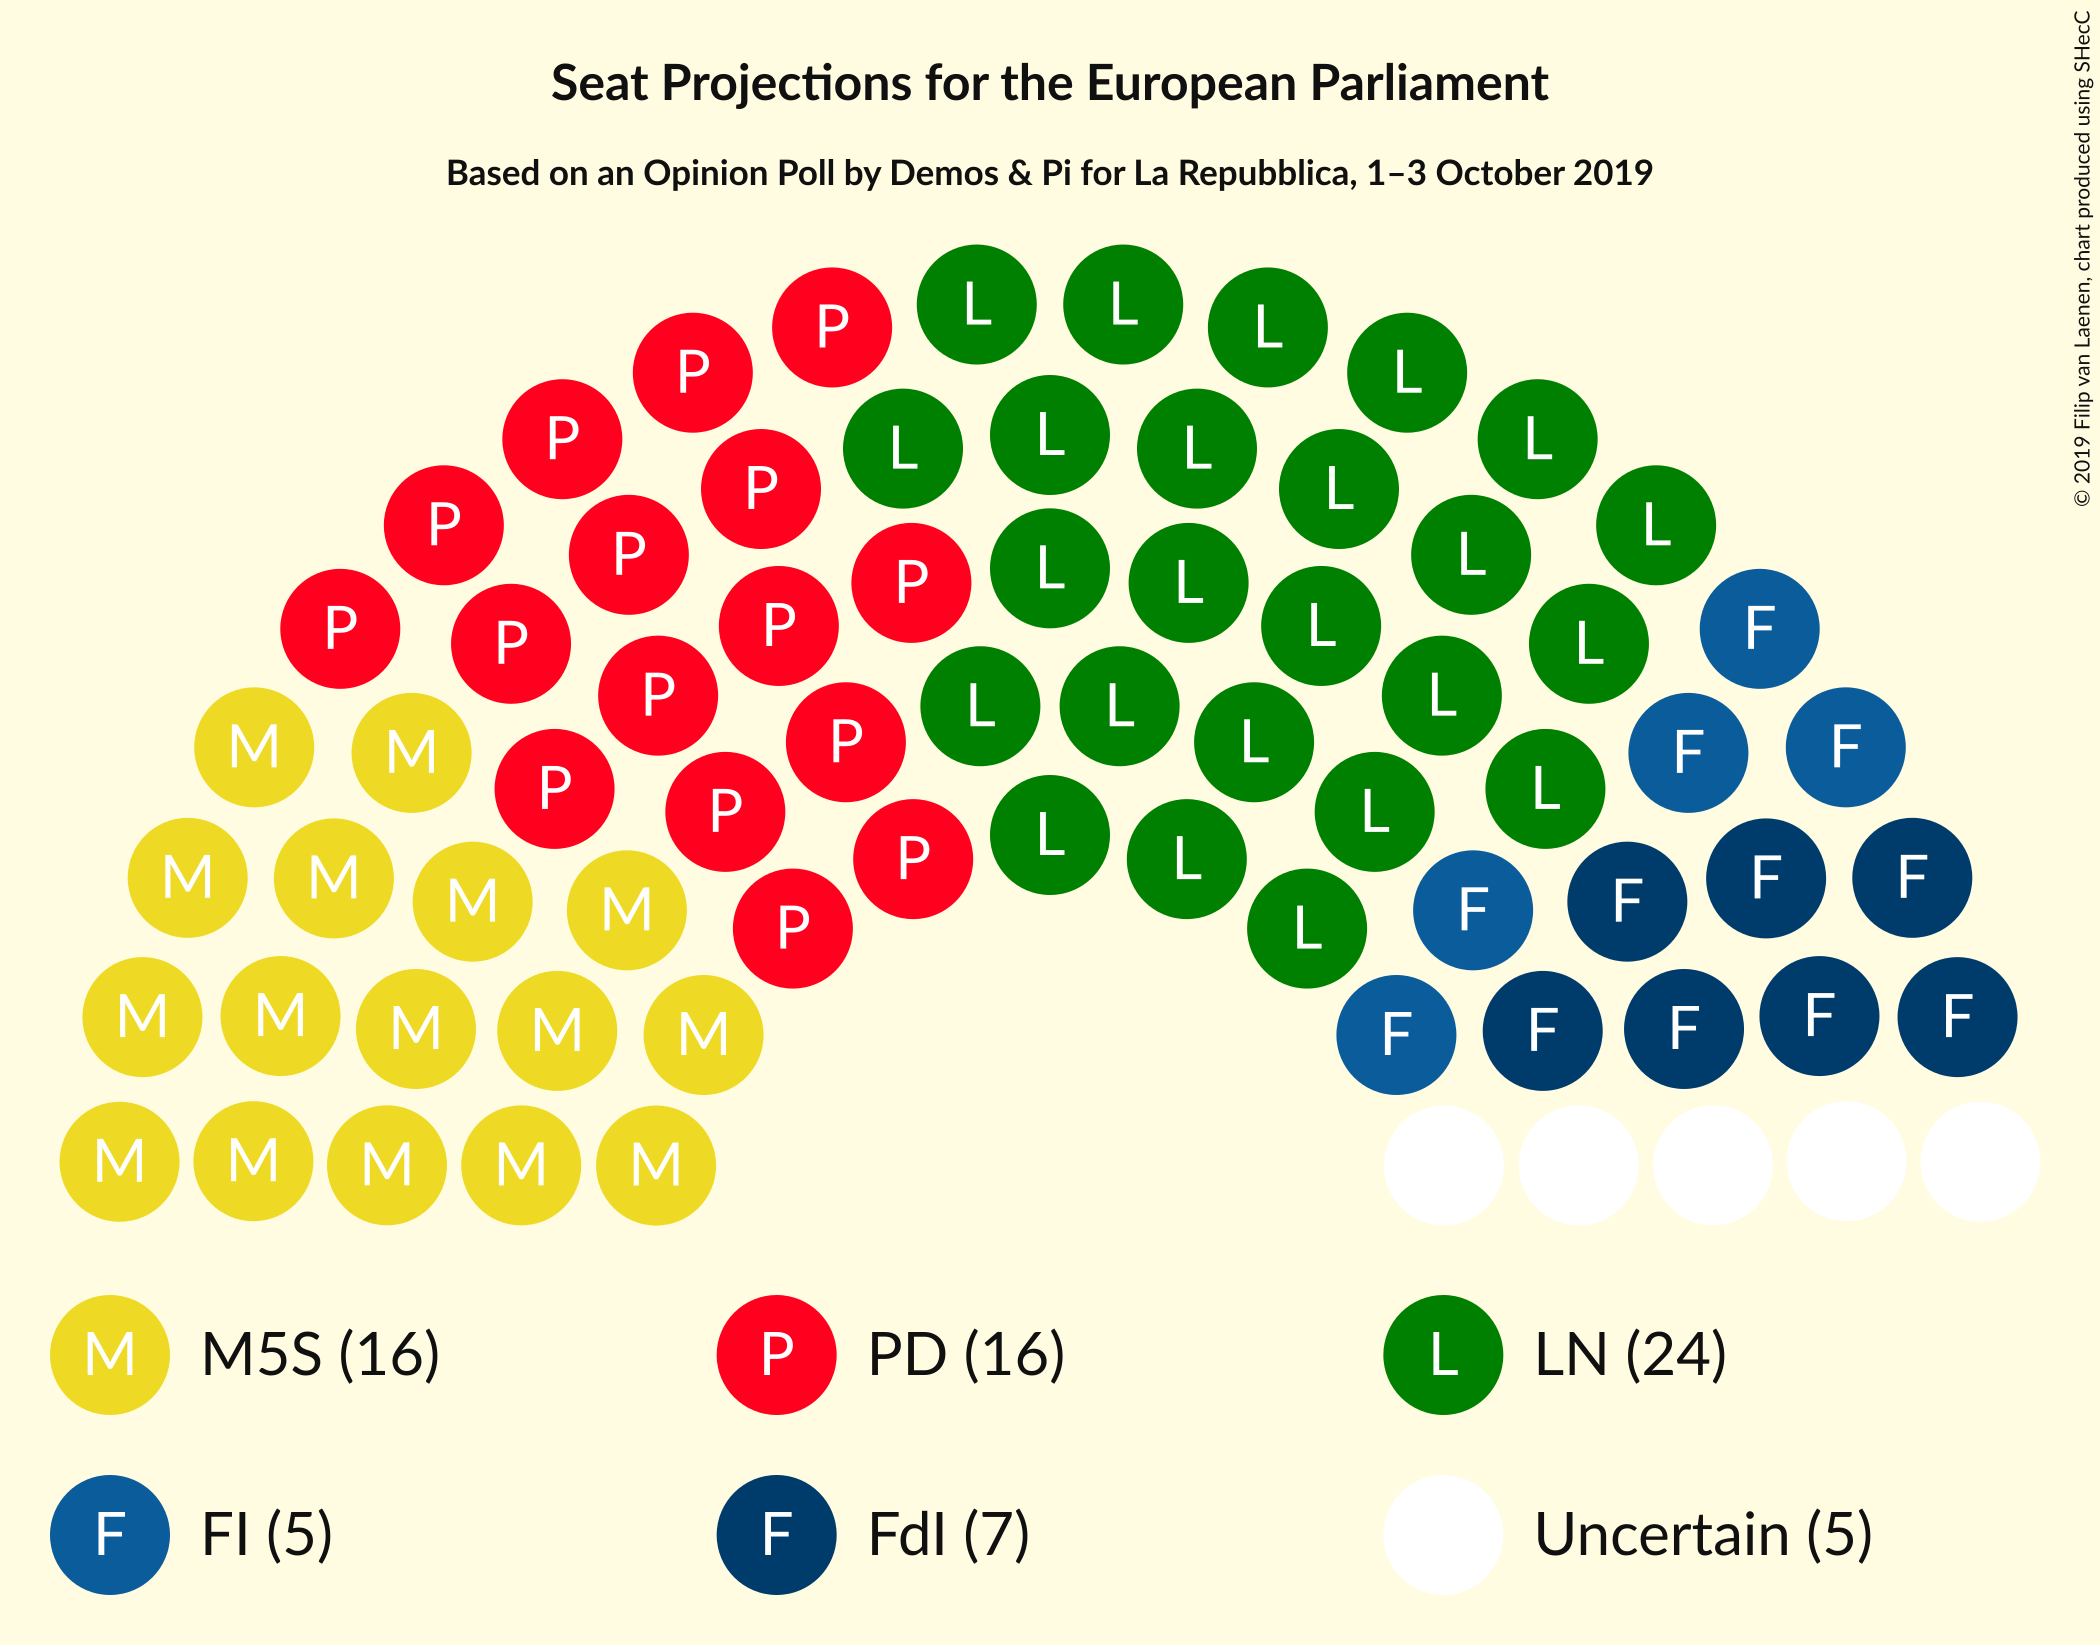 Seat Projections for the European Parliament
Based on an Opinion Poll by Demos & Pi for La Repubblica, 1–3 October 2019
© 2019 Filip van Laenen, chart produced using SHecC
L L
P L
P L
P L
L
P L L
P L
P L
P L
P L
P L
P F
P L
P L
M M P L F F
P L
P L
P L
M M M M F F F F
P L
M M M M M F F F F F
M M M M M
M M5S (16)
P PD (16)
L LN (24)
F FI (5)
F FdI (7)
Uncertain (5)